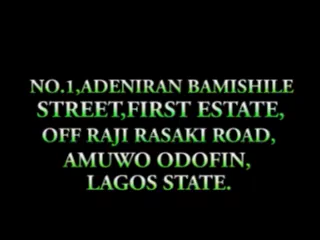 NO.1,ADENIRAN BAMISHILE
STREET,FIRST ESTATE,
OFF RAJI RASAKI ROAD,
AMUWO ODOFIN,
LAGOS STATE.